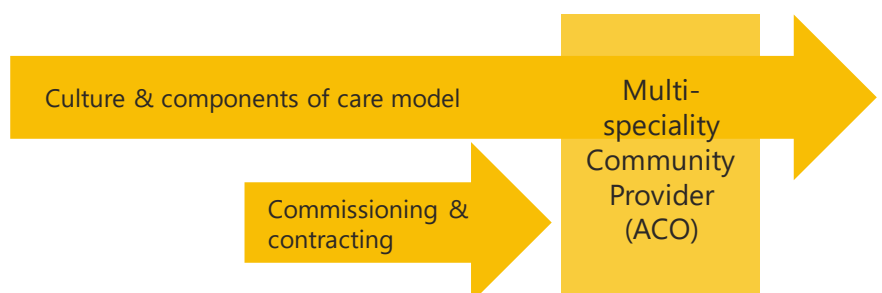 Culture & components of care model
Multi-
speciality
Community
Provider
(ACO)
Commissioning &
contracting